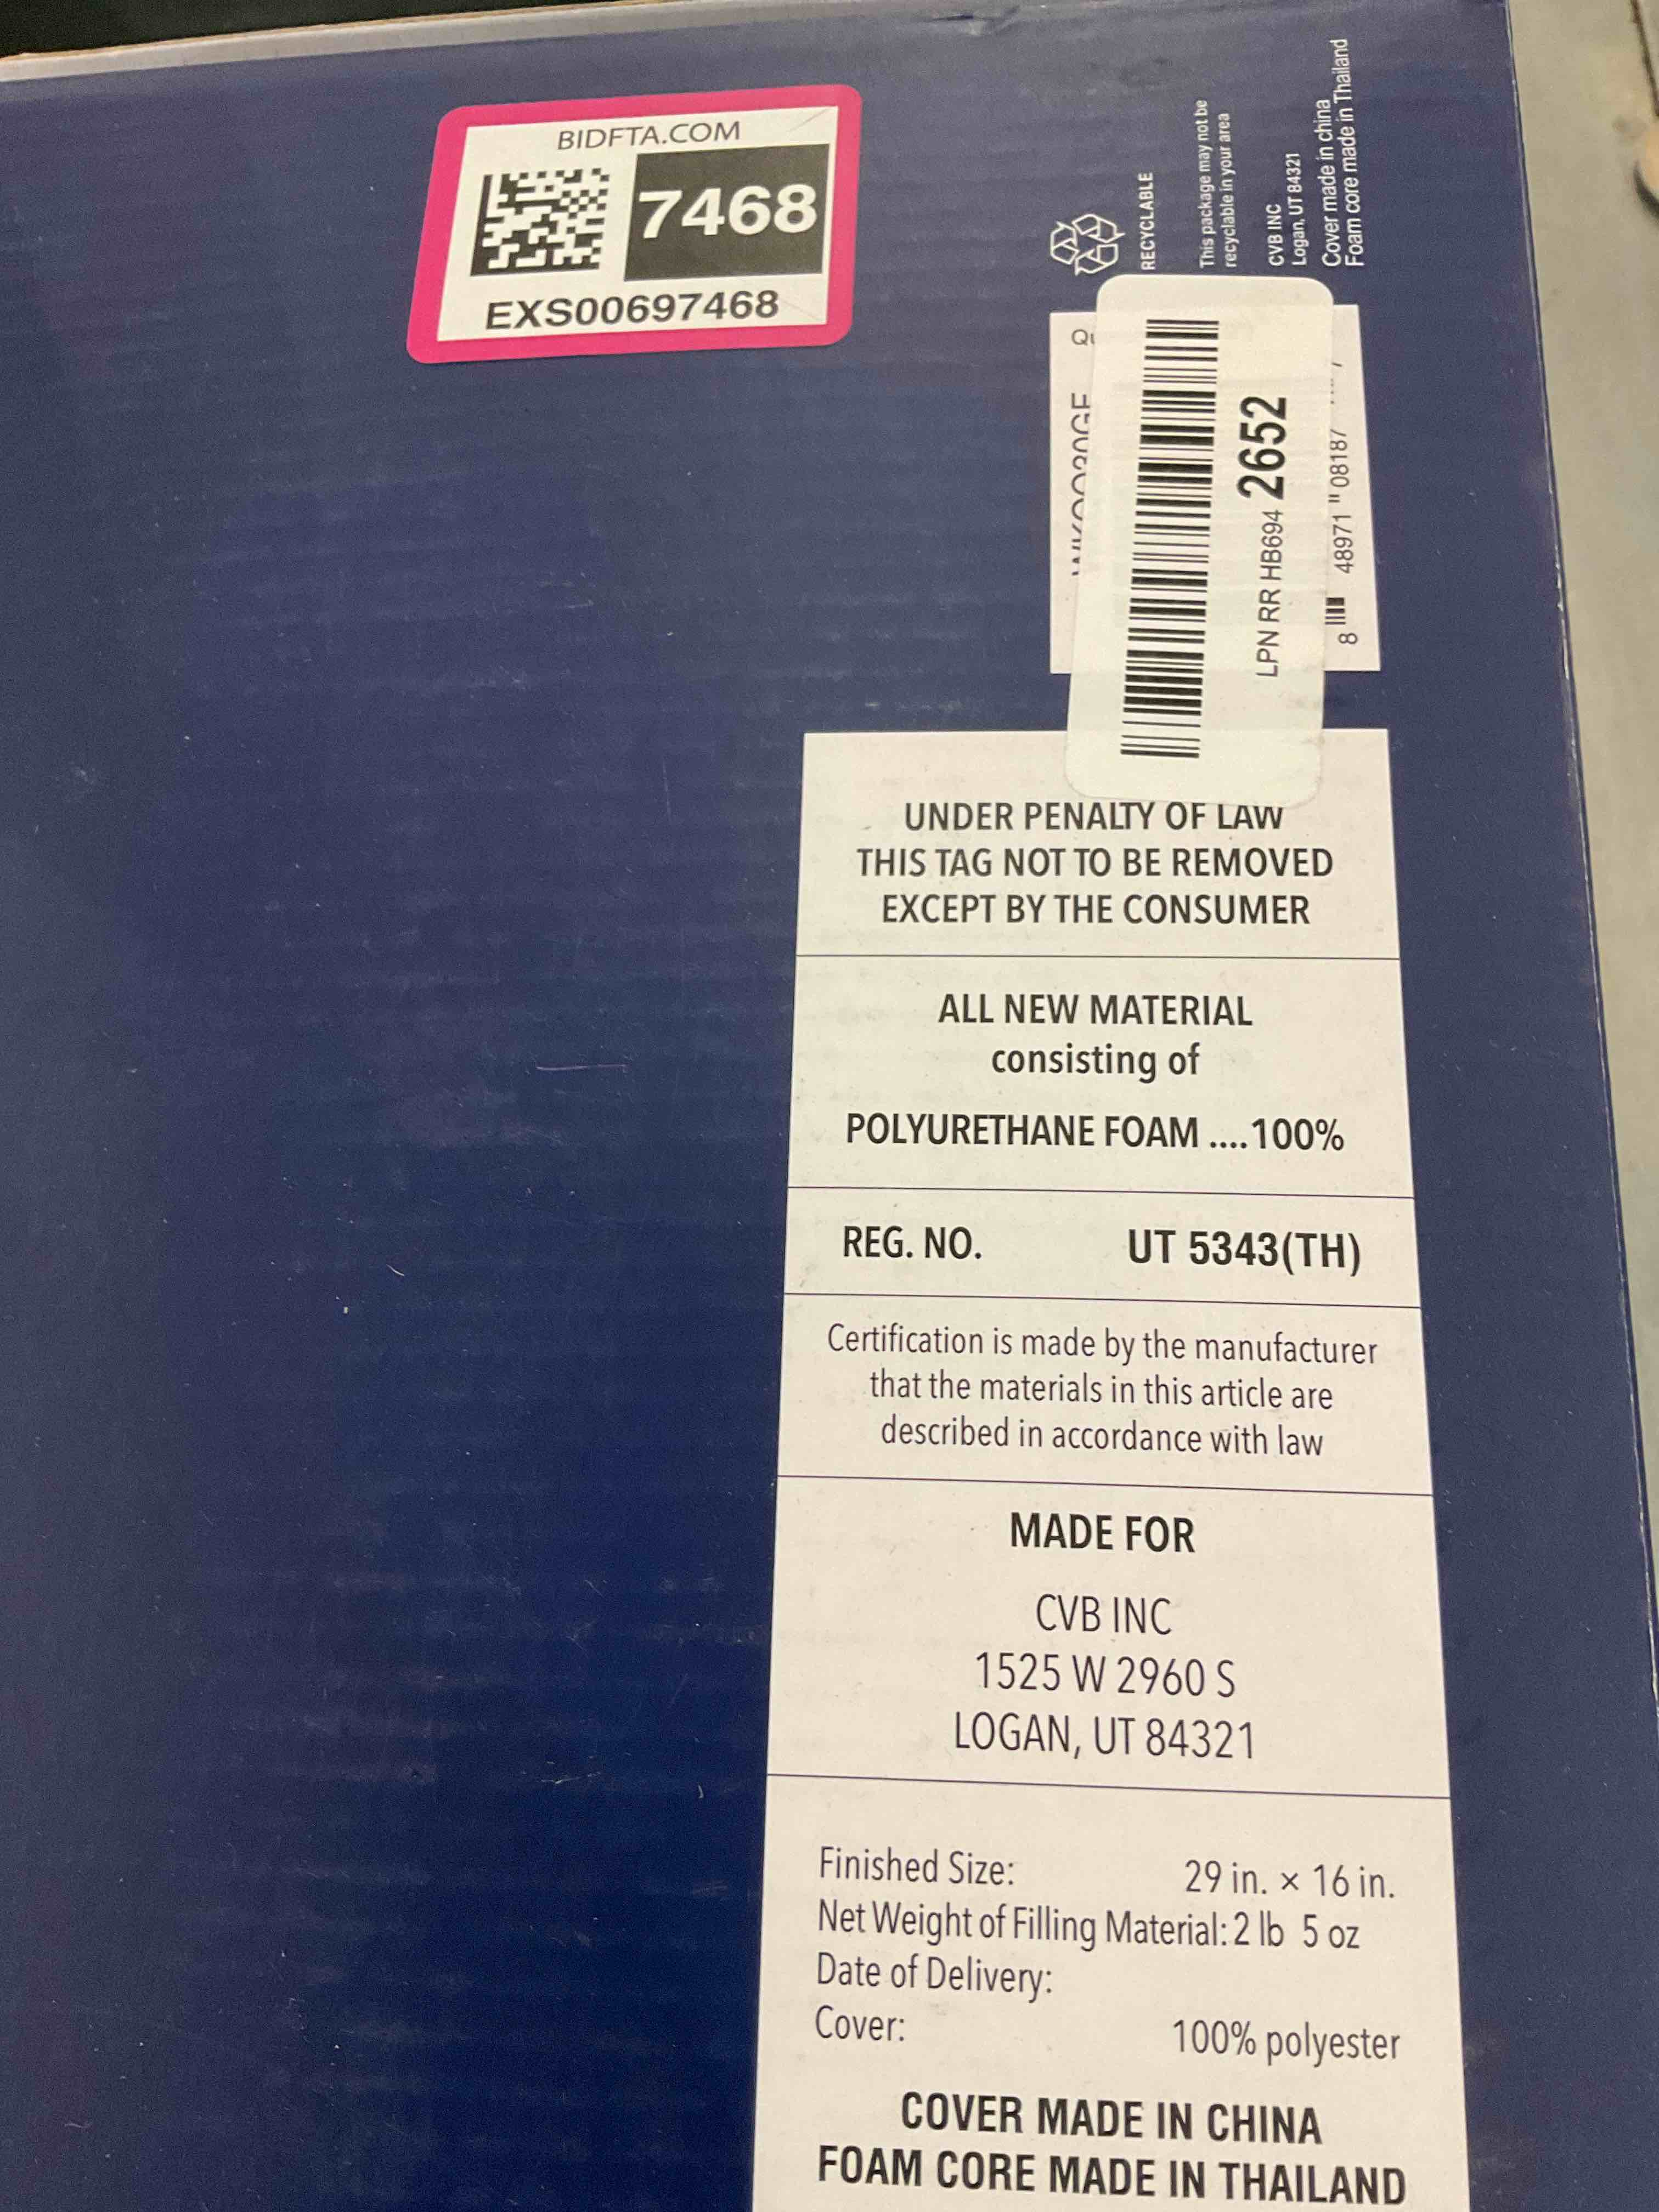 BIDFTA.COM
7468
EXS00697468
RECYCLABLE
This package may not be
recyclable in your area
CVB INC
Logan, UT 84321
Cover made in china
Foam core made in Thailand
LPN RR HB694 2652
8 48971 08187
UNDER PENALTY OF LAW
THIS TAG NOT TO BE REMOVED
EXCEPT BY THE CONSUMER
ALL NEW MATERIAL
consisting of
POLYURETHANE FOAM ....100%
REG. NO. UT 5343(TH)
Certification is made by the manufacturer
that the materials in this article are
described in accordance with law
MADE FOR
CVB INC
1525 W 2960 S
LOGAN, UT 84321
Finished Size: 29 in. × 16 in.
Net Weight of Filling Material: 2 lb 5 oz
Date of Delivery:
Cover: 100% polyester
COVER MADE IN CHINA
FOAM CORE MADE IN THAILAND